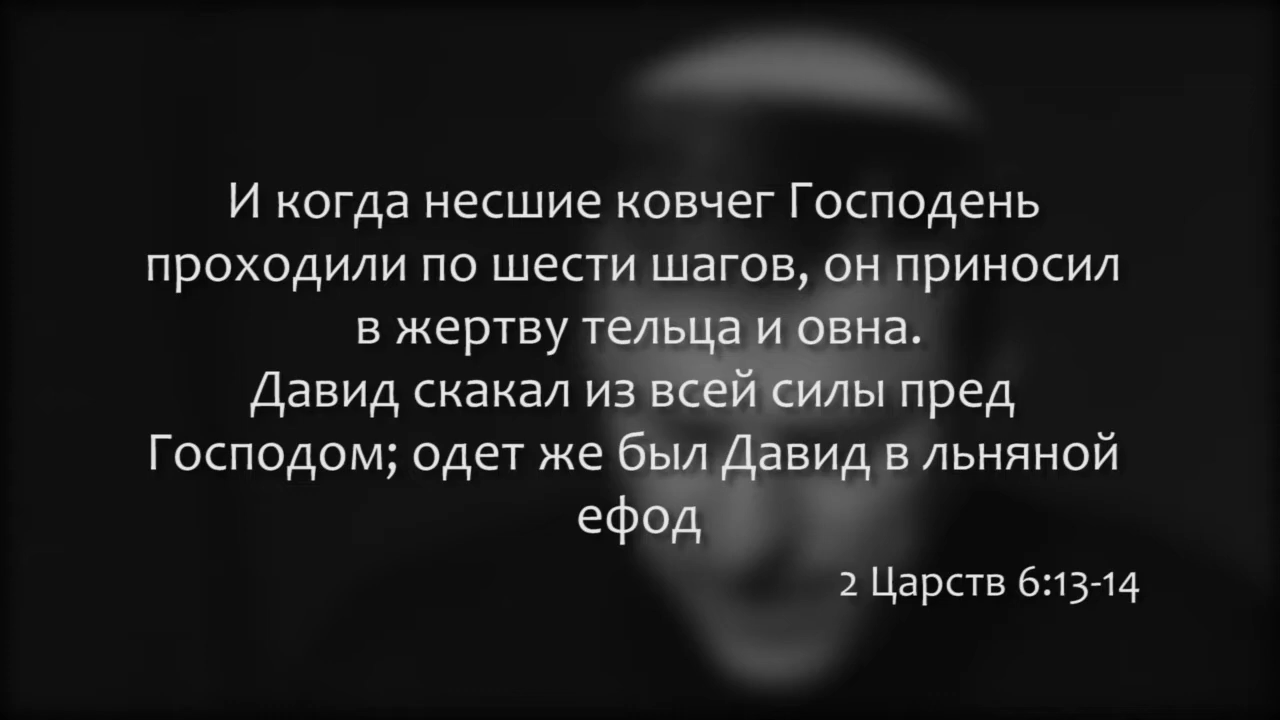 И когда несшие ковчег Господень
проходили по шести шагов, он приносил
в жертву тельца и овна.
Давид скакал из всей силы пред
Господом; одет же был Давид в льняной
ефод
2 Царств 6:13-14